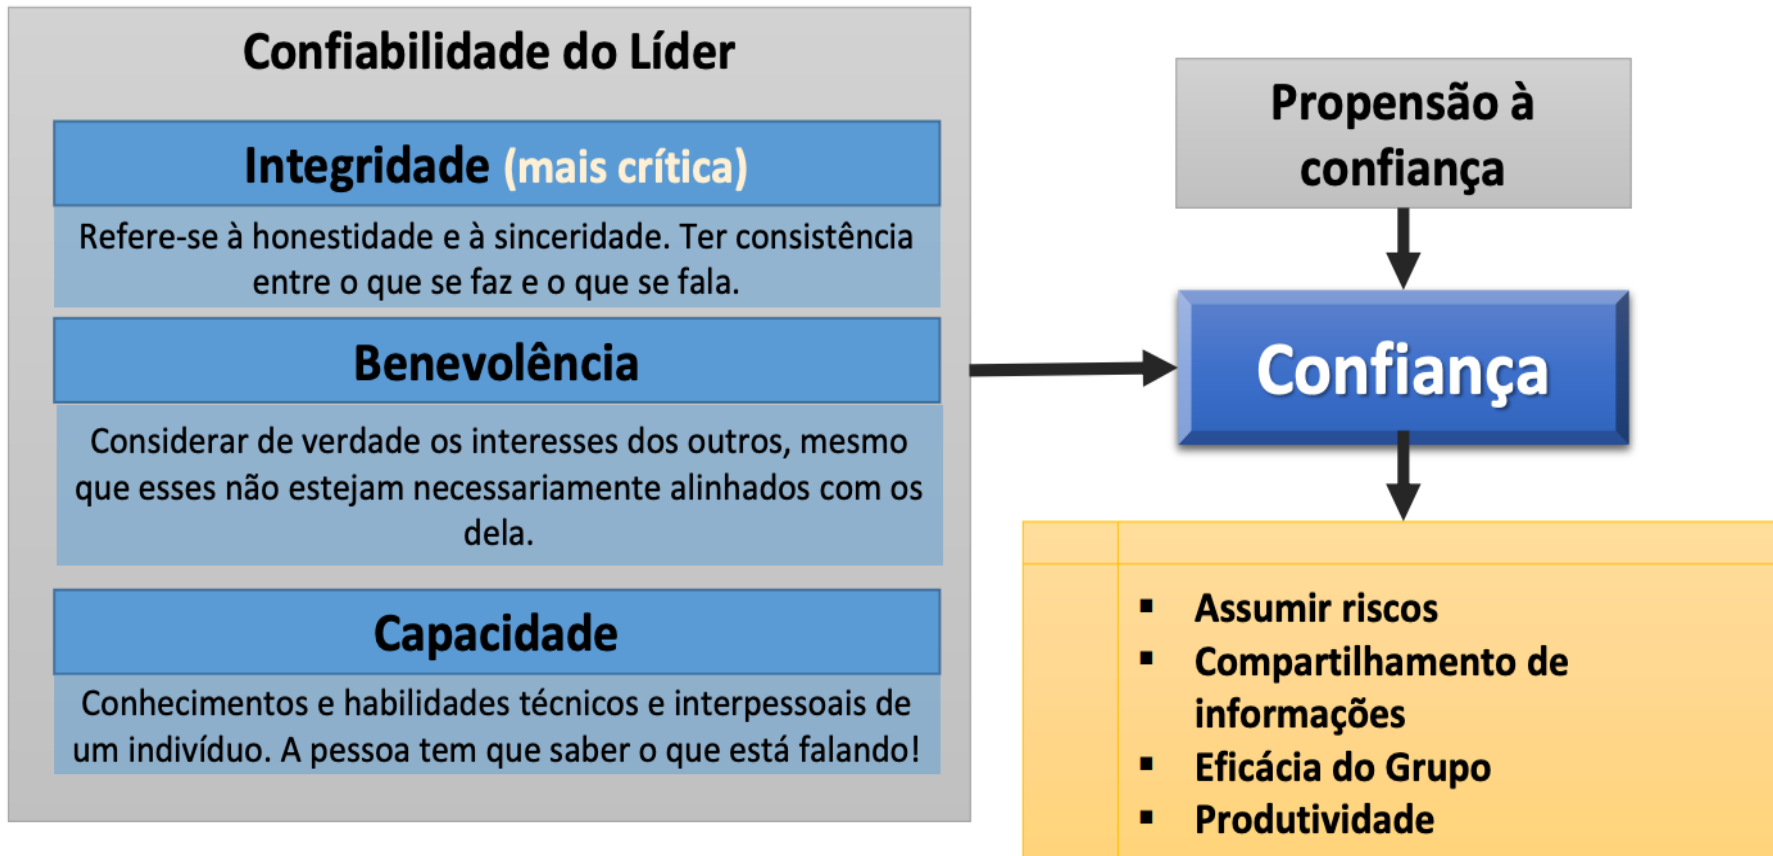 Confiabilidade do Líder
Integridade (mais crítica)
Refere-se à honestidade e à sinceridade. Ter consistência
entre o que se faz e o que se fala.
Benevolência
Considerar de verdade os interesses dos outros, mesmo
que esses não estejam necessariamente alinhados com os
dela.
Capacidade
Conhecimentos e habilidades técnicos e interpessoais de
um indivíduo. A pessoa tem que saber o que está falando!
Propensão à
confiança
Confiança
▪ Assumir riscos
▪ Compartilhamento de
informações
▪ Eficácia do Grupo
▪ Produtividade